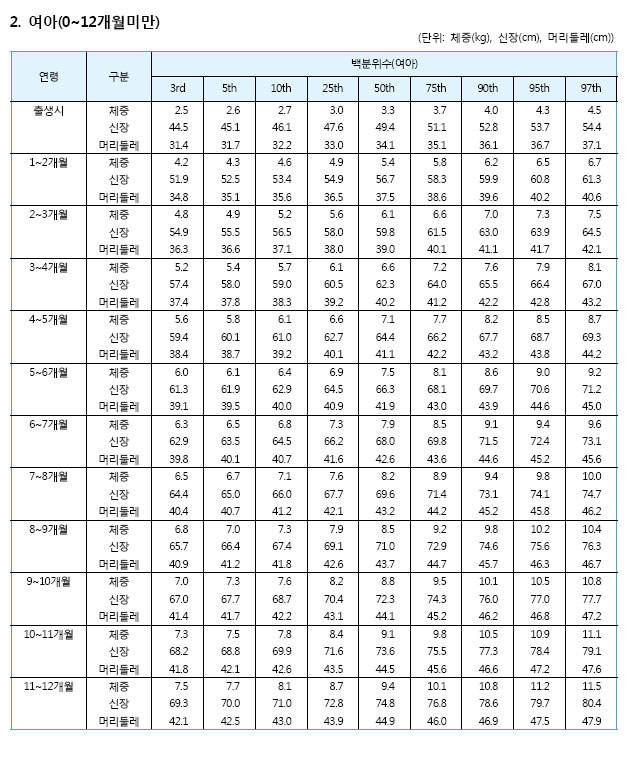 2. 여아(0~12개월미만)
(단위: 체중(kg), 신장(cm), 머리둘레(cm))
연령 구분 백분위수(여아)
3rd 5th 10th 25th 50th 75th 90th 95th 97th
출생시 체중 2.5 2.6 2.7 3.0 3.3 3.7 4.0 4.3 4.5
신장 44.5 45.1 46.1 47.6 49.4 51.1 52.8 53.7 54.4
머리둘레 31.4 31.7 32.2 33.0 34.1 35.1 36.1 36.7 37.1
1~2개월 체중 4.2 4.3 4.6 4.9 5.4 5.8 6.2 6.5 6.7
신장 51.9 52.5 53.4 54.9 56.7 58.3 59.9 60.8 61.3
머리둘레 34.8 35.1 35.6 36.5 37.5 38.6 39.6 40.2 40.6
2~3개월 체중 4.8 4.9 5.2 5.6 6.1 6.6 7.0 7.3 7.5
신장 54.9 55.5 56.5 58.0 59.8 61.5 63.0 63.9 64.5
머리둘레 36.3 36.6 37.1 38.0 39.0 40.1 41.1 41.7 42.1
3~4개월 체중 5.2 5.4 5.7 6.1 6.6 7.2 7.6 7.9 8.1
신장 57.4 58.0 59.0 60.5 62.3 64.0 65.5 66.4 67.0
머리둘레 37.4 37.8 38.3 39.2 40.2 41.2 42.2 42.8 43.2
4~5개월 체중 5.6 5.8 6.1 6.6 7.1 7.7 8.2 8.5 8.7
신장 59.4 60.1 61.0 62.7 64.4 66.2 67.7 68.7 69.3
머리둘레 38.4 38.7 39.2 40.1 41.1 42.2 43.2 43.8 44.2
5~6개월 체중 6.0 6.1 6.4 6.9 7.5 8.1 8.6 9.0 9.2
신장 61.3 61.9 62.9 64.5 66.3 68.1 69.7 70.6 71.2
머리둘레 39.1 39.5 40.0 40.9 41.9 43.0 43.9 44.6 45.0
6~7개월 체중 6.3 6.5 6.8 7.3 7.9 8.5 9.1 9.4 9.6
신장 62.9 63.5 64.5 66.2 68.0 69.8 71.5 72.4 73.1
머리둘레 39.8 40.1 40.7 41.6 42.6 43.6 44.6 45.2 45.6
7~8개월 체중 6.5 6.7 7.1 7.6 8.2 8.9 9.4 9.8 10.0
신장 64.4 65.0 66.0 67.7 69.6 71.4 73.1 74.1 74.7
머리둘레 40.4 40.7 41.2 42.1 43.2 44.2 45.2 45.8 46.2
8~9개월 체중 6.8 7.0 7.3 7.9 8.5 9.2 9.8 10.2 10.4
신장 65.7 66.4 67.4 69.1 71.0 72.9 74.6 75.6 76.3
머리둘레 40.9 41.2 41.8 42.6 43.7 44.7 45.7 46.3 46.7
9~10개월 체중 7.0 7.3 7.6 8.2 8.8 9.5 10.1 10.5 10.8
신장 67.0 67.7 68.7 70.4 72.3 74.3 76.0 77.0 77.7
머리둘레 41.4 41.7 42.2 43.1 44.1 45.2 46.2 46.8 47.2
10~11개월 체중 7.3 7.5 7.8 8.4 9.1 9.8 10.5 10.9 11.1
신장 68.2 68.8 69.9 71.6 73.6 75.5 77.3 78.4 79.1
머리둘레 41.8 42.1 42.6 43.5 44.5 45.6 46.6 47.2 47.6
11~12개월 체중 7.5 7.7 8.1 8.7 9.4 10.1 10.8 11.2 11.5
신장 69.3 70.0 71.0 72.8 74.8 76.8 78.6 79.7 80.4
머리둘레 42.1 42.5 43.0 43.9 44.9 46.0 46.9 47.5 47.9